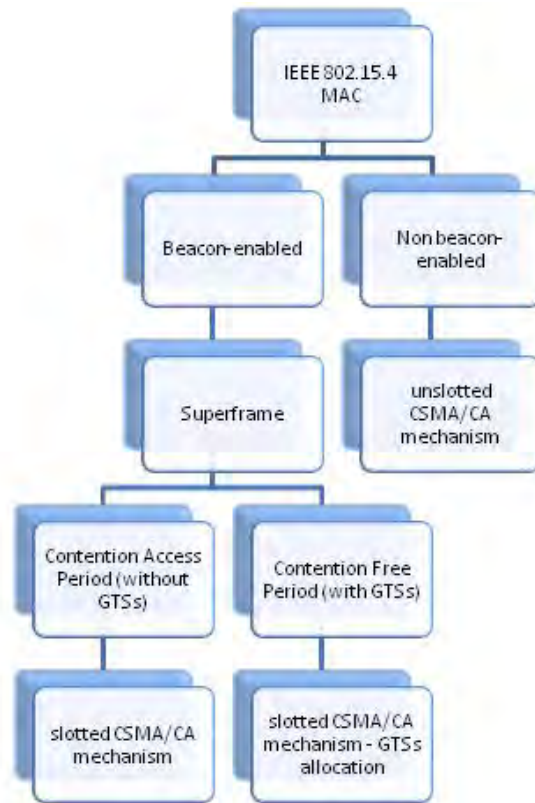 IEEE 802.15.4
MAC
Beacon-enabled
Non beacon-
enabled
Superframe
unslotted
CSMA/CA
mechanism
Contention Access
Period (without
GTSs)
Contention Free
Period (with GTSs)
slotted CSMA/CA
mechanism
slotted CSMA/CA
mechanism - GTSs
allocation